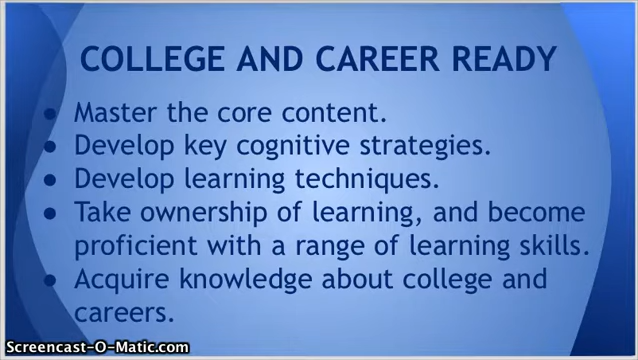 COLLEGE AND CAREER READY
● Master the core content.
● Develop key cognitive strategies.
● Develop learning techniques.
● Take ownership of learning, and become
proficient with a range of learning skills.
● Acquire knowledge about college and
careers.
Screencast-O-Matic.com